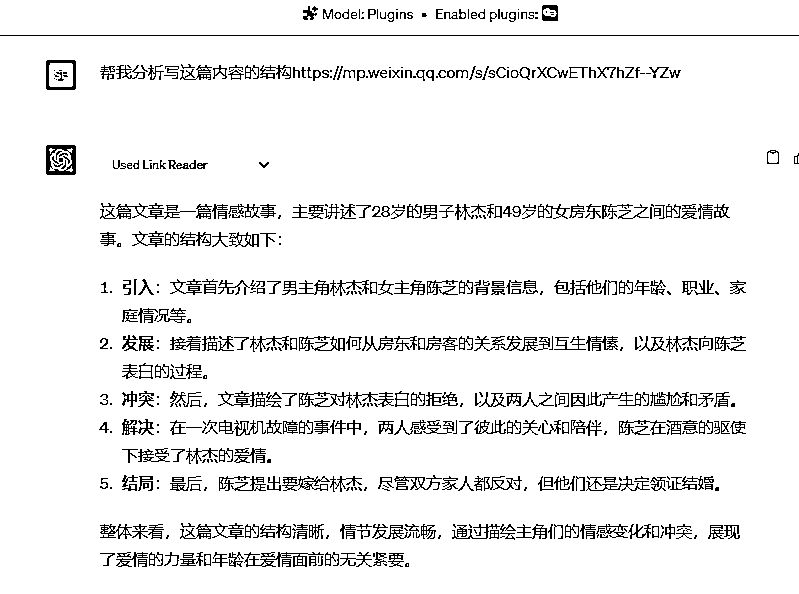 Model: Plugins • Enabled plugins:
帮我分析写这篇内容的结构https://mp.weixin.qq.com/s/sCioQrXCwEThX7hZf--YZw
Used Link Reader
这篇文章是一篇情感故事，主要讲述了28岁的男子林杰和49岁的女房东陈芝之间的爱情故
事。文章的结构大致如下：
1. 引入：文章首先介绍了男主角林杰和女主角陈芝的背景信息，包括他们的年龄、职业、家
庭情况等。
2. 发展：接着描述了林杰和陈芝如何从房东和房客的关系发展到互生情愫，以及林杰向陈芝
表白的过程。
3. 冲突：然后，文章描绘了陈芝对林杰表白的拒绝，以及两人之间因此产生的尴尬和矛盾。
4. 解决：在一次电视机故障的事件中，两人感受到了彼此的关心和陪伴，陈芝在酒意的驱使
下接受了林杰的爱情。
5. 结局：最后，陈芝提出要嫁给林杰，尽管双方家人都反对，但他们还是决定领证结婚。
整体来看，这篇文章的结构清晰，情节发展流畅，通过描绘主角们的情感变化和冲突，展现
了爱情的力量和年龄在爱情面前的无关紧要。